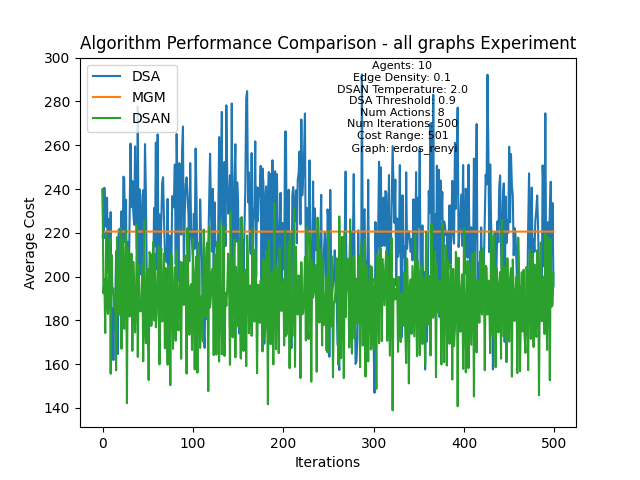 Algorithm Performance Comparison - all graphs Experiment
DSA
MGM
DSAN
Agents: 10
Edge Density: 0.1
DSAN Temperature: 2.0
DSA Threshold: 0.9
Num Actions: 8
Num Iterations: 500
Cost Range: 501
Graph: erdos_renyi
Average Cost
300
280
260
240
220
200
180
160
140
0
100
200
300
400
500
Iterations